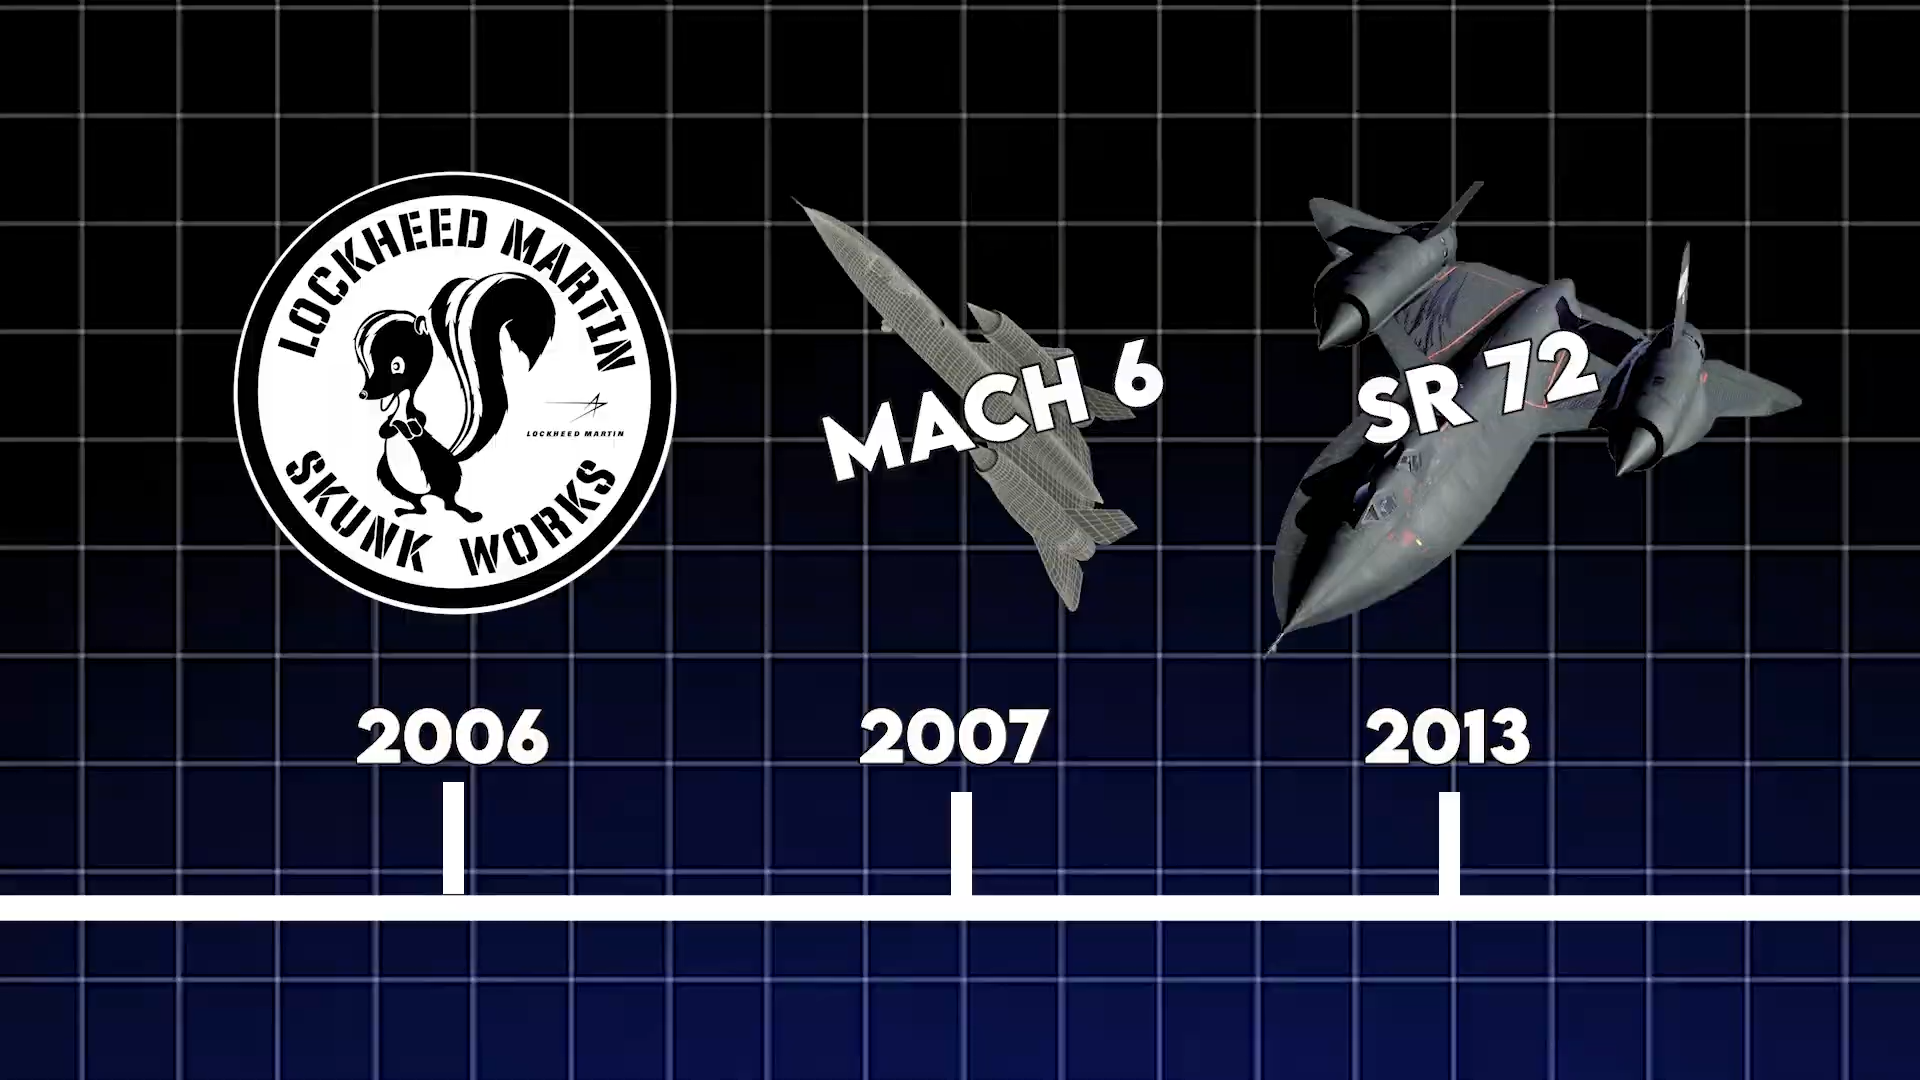 LOCKHEED MARTIN
LOCKHEED MARTIN
SKUNK WORKS
MACH 6
SR 72
2006
2007
2013